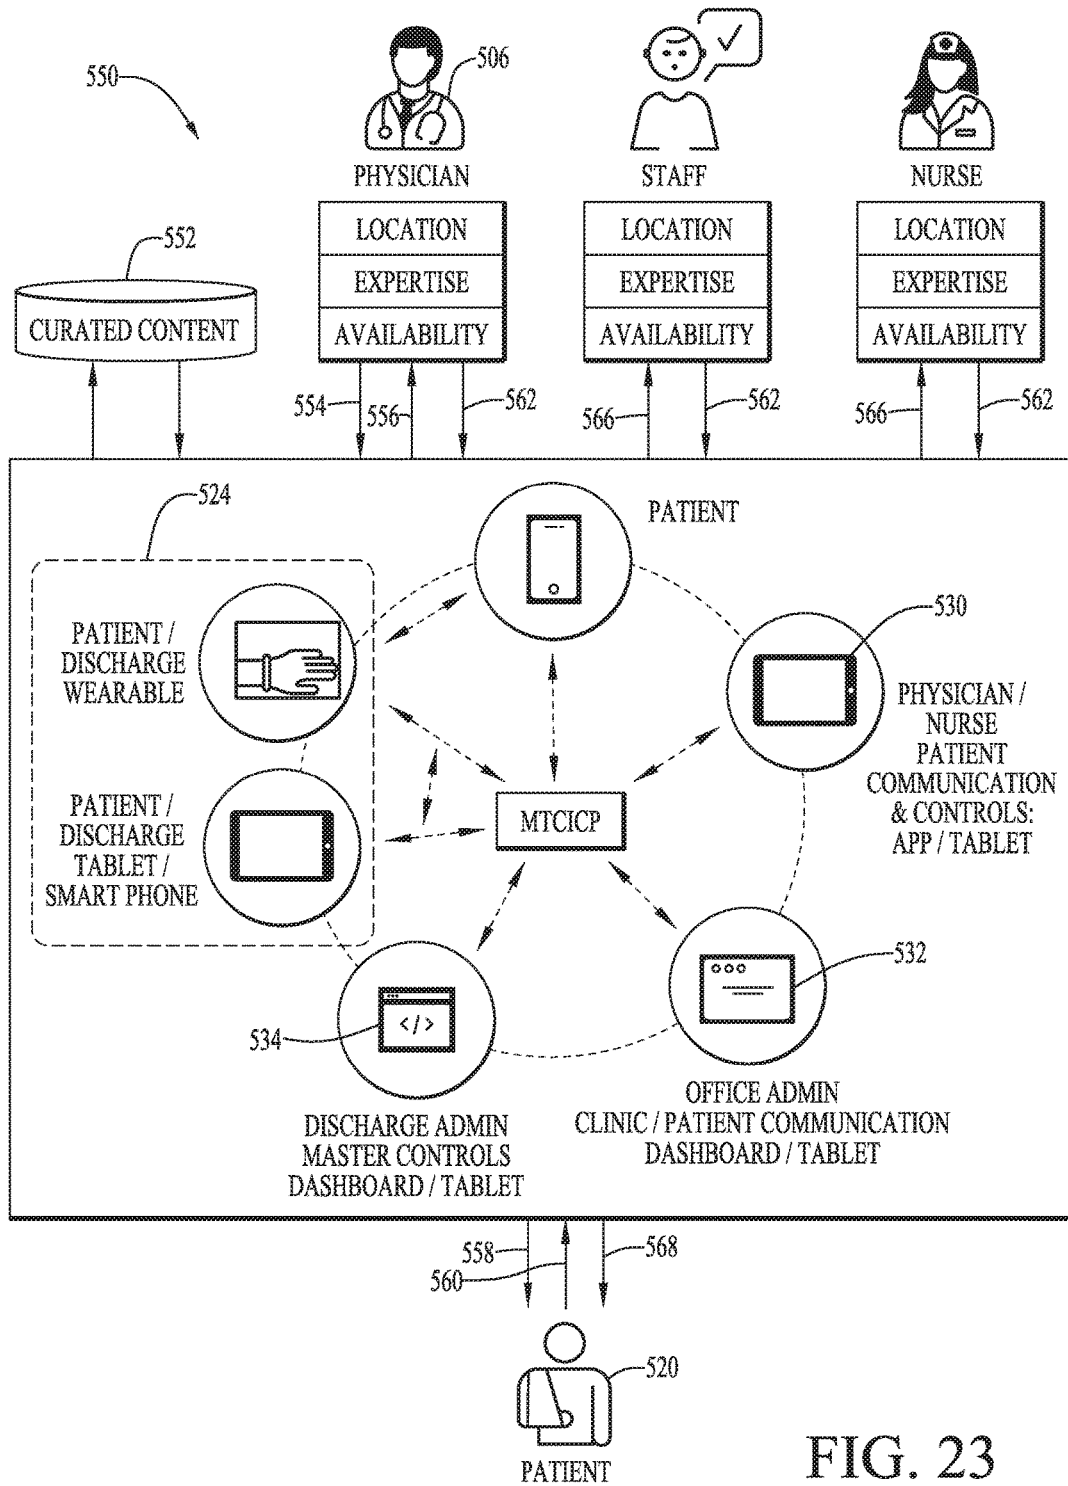 550
506
PHYSICIAN
STAFF
NURSE
552
CURATED CONTENT
LOCATION
EXPERTISE
AVAILABILITY
LOCATION
EXPERTISE
AVAILABILITY
LOCATION
EXPERTISE
AVAILABILITY
554
556
562
566
562
566
562
524
PATIENT
PATIENT /
DISCHARGE
WEARABLE
530
PHYSICIAN /
NURSE
PATIENT
COMMUNICATION
& CONTROLS:
APP / TABLET
PATIENT /
DISCHARGE
TABLET /
SMART PHONE
MTCICP
534
</>
532
DISCHARGE ADMIN
MASTER CONTROLS
DASHBOARD / TABLET
OFFICE ADMIN
CLINIC / PATIENT COMMUNICATION
DASHBOARD / TABLET
558
560
568
520
PATIENT
FIG. 23